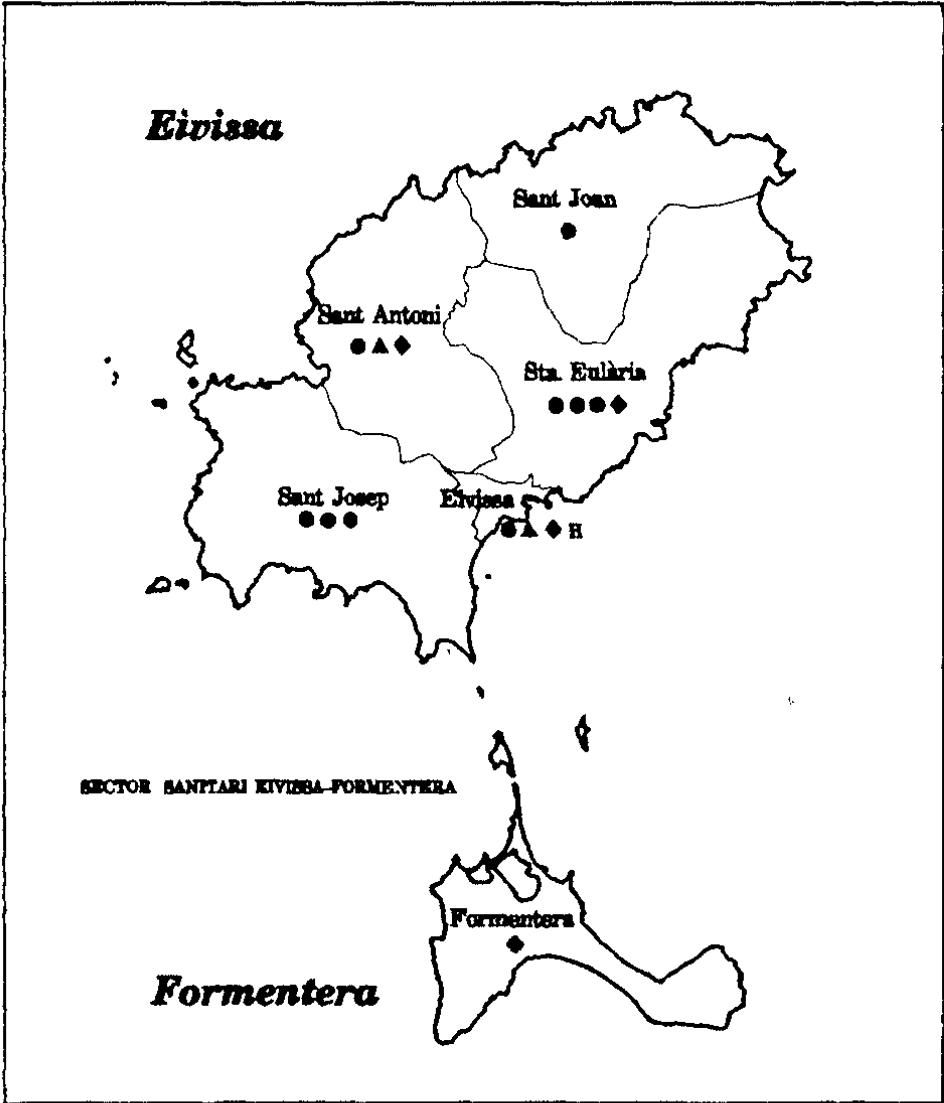 Eivissa
Sant Joan
Sant Antoni
Sta. Eulària
Sant Josep
Eivissa
H
SECTOR SANITARI EIVISSA-FORMENTERA
Formentera
Formentera